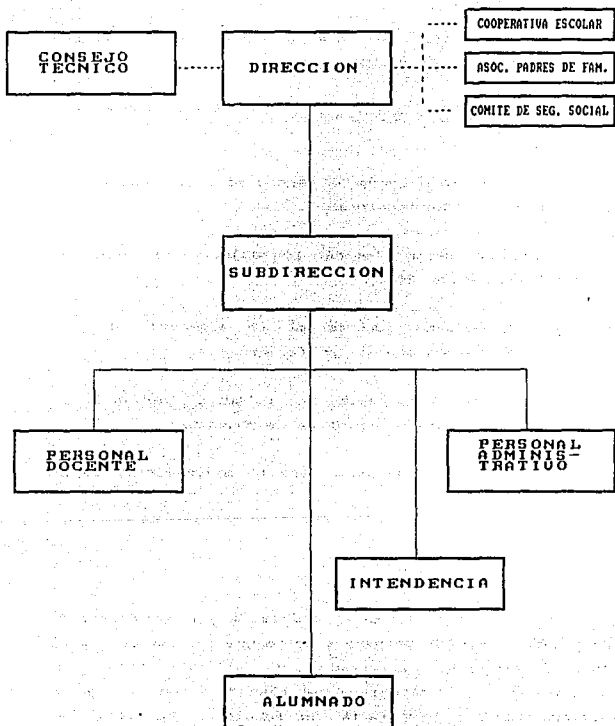 COOPERATIVA ESCOLAR
CONSEJO
TECNICO
DIRECCION
ASOC. PADRES DE FAM.
COMITE DE SEG. SOCIAL
SUBDIRECCION
PERSONAL
DOCENTE
PERSONAL
ADMINIS-
TRATIVO
INTENDENCIA
ALUMNADO